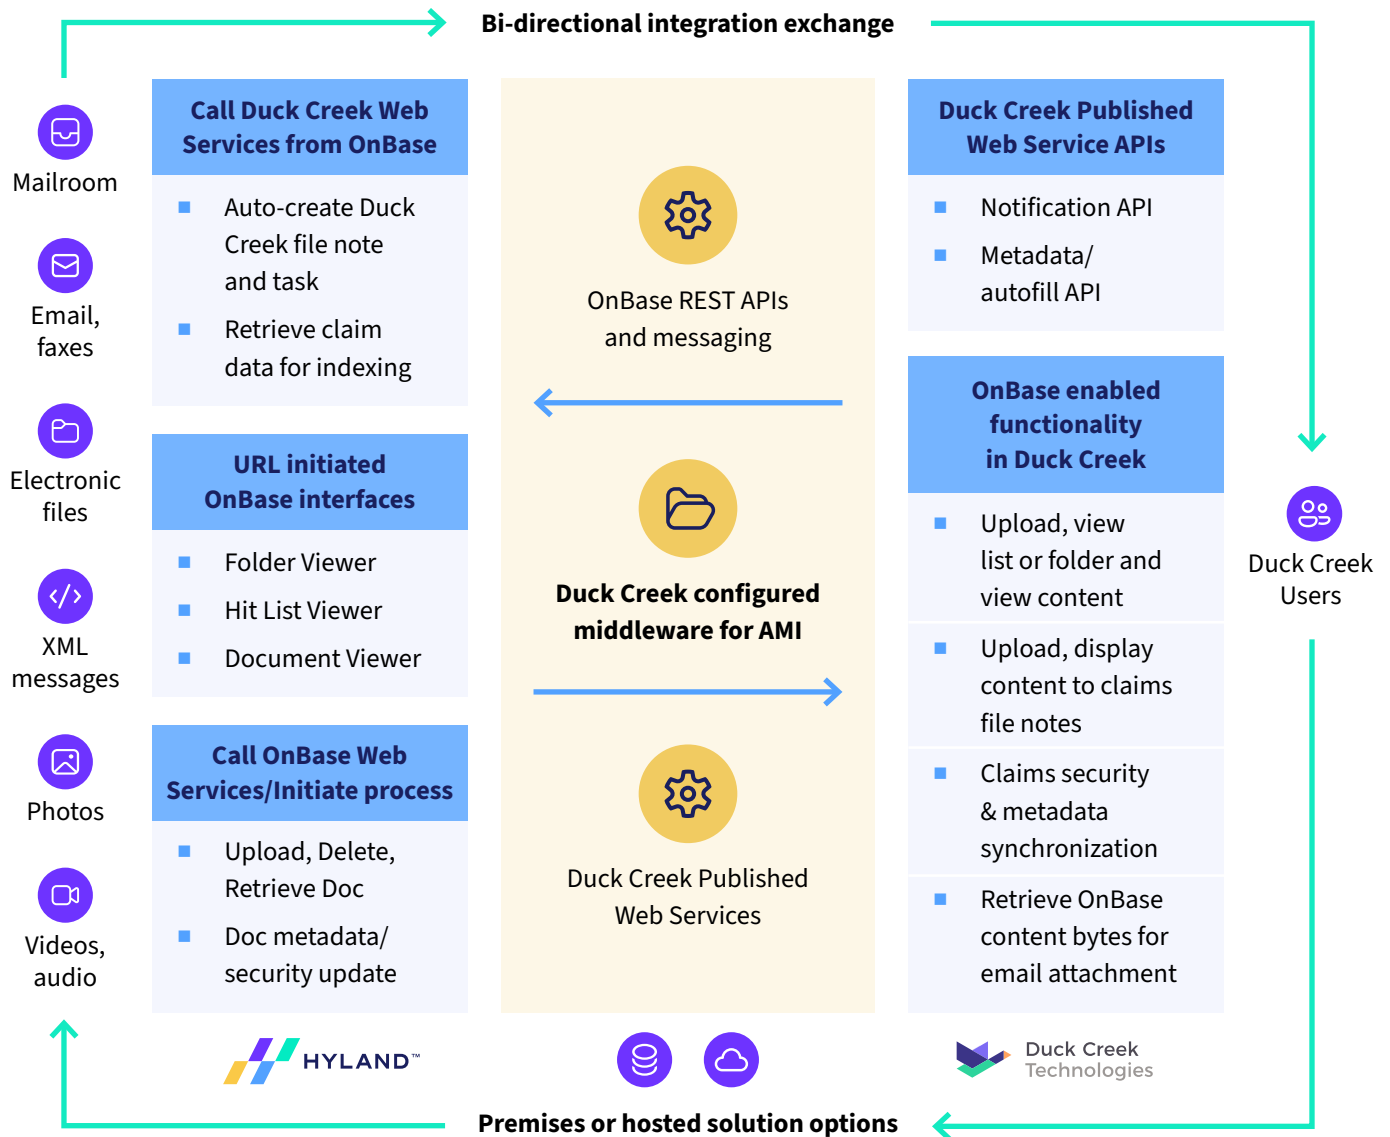 Bi-directional integration exchange
Mailroom
Email,
faxes
Electronic
files
XML
messages
Photos
Videos,
audio
Call Duck Creek Web
Services from OnBase
Auto-create Duck
Creek file note
and task
Retrieve claim
data for indexing
URL initiated
OnBase interfaces
Folder Viewer
Hit List Viewer
Document Viewer
Call OnBase Web
Services/Initiate process
Upload, Delete,
Retrieve Doc
Doc metadata/
security update
HYLAND™
OnBase REST APIs
and messaging
Duck Creek configured
middleware for AMI
Duck Creek Published
Web Services
Duck Creek Published
Web Service APIs
Notification API
Metadata/
autofill API
OnBase enabled
functionality
in Duck Creek
Upload, view
list or folder and
view content
Upload, display
content to claims
file notes
Claims security
& metadata
synchronization
Retrieve OnBase
content bytes for
email attachment
Duck Creek
Technologies
Duck Creek
Users
Premises or hosted solution options